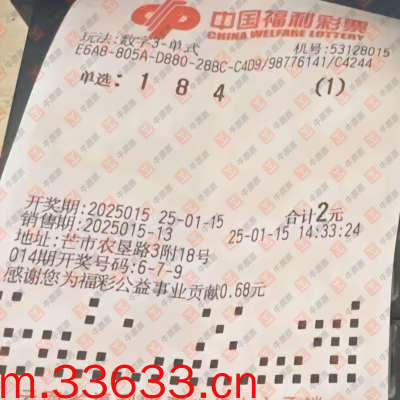 中国福利彩票
CHINA WELFARE LOTTERY
玩法:数字3-单式
机号:53128015
E6A8-805A-D880-28BC-C4D9/98776141/C4244
单选: 1 8 4 (1)
开奖期:2025015 25-01-15 合计2元
销售期:2025015-13 25-01-15 14:33:24
地址:芒市农垦路3附18号
014期开奖号码:6-7-9
感谢您为福彩公益事业贡献0.68元
m.33633.cn